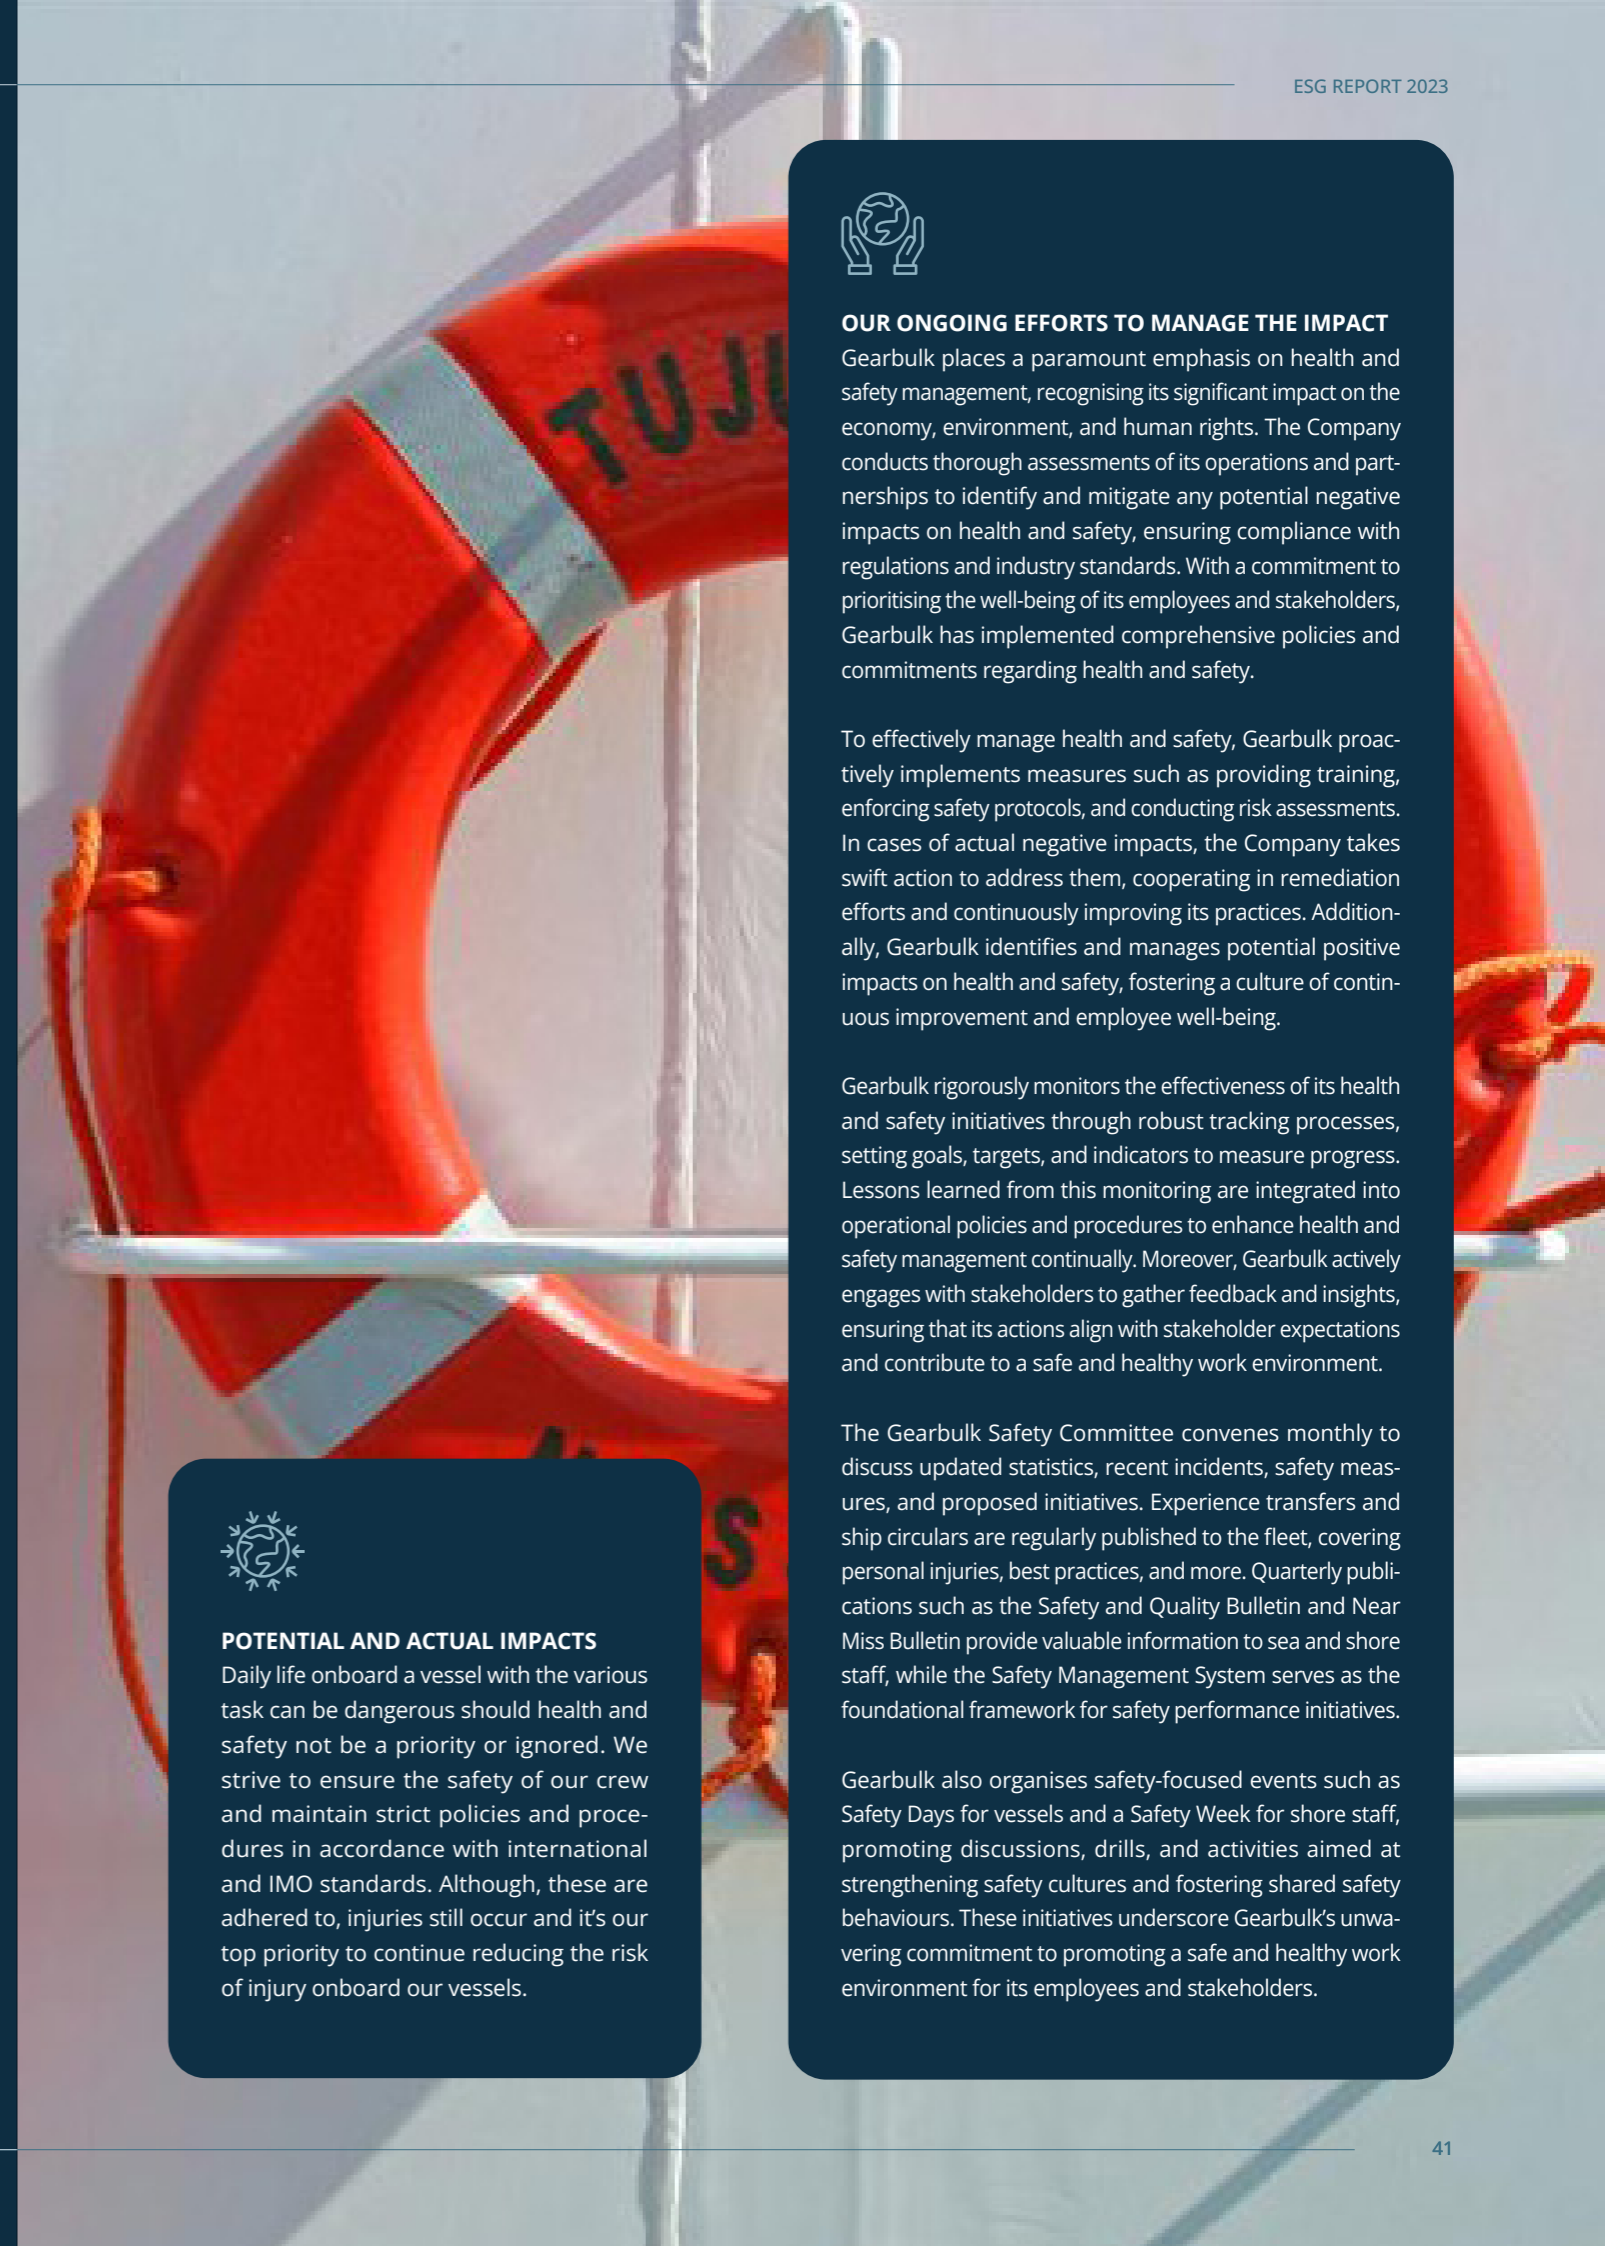 ESG REPORT 2023
TUJU
S
OUR ONGOING EFFORTS TO MANAGE THE IMPACT
Gearbulk places a paramount emphasis on health and
safety management, recognising its significant impact on the
economy, environment, and human rights. The Company
conducts thorough assessments of its operations and part-
nerships to identify and mitigate any potential negative
impacts on health and safety, ensuring compliance with
regulations and industry standards. With a commitment to
prioritising the well-being of its employees and stakeholders,
Gearbulk has implemented comprehensive policies and
commitments regarding health and safety.
To effectively manage health and safety, Gearbulk proac-
tively implements measures such as providing training,
enforcing safety protocols, and conducting risk assessments.
In cases of actual negative impacts, the Company takes
swift action to address them, cooperating in remediation
efforts and continuously improving its practices. Addition-
ally, Gearbulk identifies and manages potential positive
impacts on health and safety, fostering a culture of contin-
uous improvement and employee well-being.
Gearbulk rigorously monitors the effectiveness of its health
and safety initiatives through robust tracking processes,
setting goals, targets, and indicators to measure progress.
Lessons learned from this monitoring are integrated into
operational policies and procedures to enhance health and
safety management continually. Moreover, Gearbulk actively
engages with stakeholders to gather feedback and insights,
ensuring that its actions align with stakeholder expectations
and contribute to a safe and healthy work environment.
The Gearbulk Safety Committee convenes monthly to
discuss updated statistics, recent incidents, safety meas-
ures, and proposed initiatives. Experience transfers and
ship circulars are regularly published to the fleet, covering
personal injuries, best practices, and more. Quarterly publi-
cations such as the Safety and Quality Bulletin and Near
Miss Bulletin provide valuable information to sea and shore
staff, while the Safety Management System serves as the
foundational framework for safety performance initiatives.
Gearbulk also organises safety-focused events such as
Safety Days for vessels and a Safety Week for shore staff,
promoting discussions, drills, and activities aimed at
strengthening safety cultures and fostering shared safety
behaviours. These initiatives underscore Gearbulk's unwa-
vering commitment to promoting a safe and healthy work
environment for its employees and stakeholders.
POTENTIAL AND ACTUAL IMPACTS
Daily life onboard a vessel with the various
task can be dangerous should health and
safety not be a priority or ignored. We
strive to ensure the safety of our crew
and maintain strict policies and proce-
dures in accordance with international
and IMO standards. Although, these are
adhered to, injuries still occur and it's our
top priority to continue reducing the risk
of injury onboard our vessels.
41